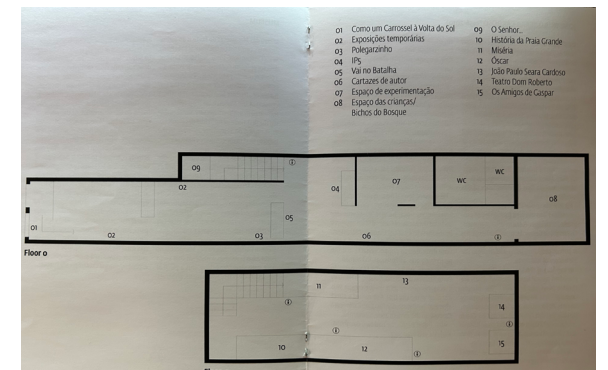 01 Como um Carrossel à Volta do Sol
02 Exposições temporárias
03 Polegarzinho
04 IPS
05 Vai no Batalha
06 Cartazes de autor
07 Espaço de experimentação
08 Espaço das crianças/
Bichos do Bosque
09 O Senhor...
10 História da Praia Grande
11 Miséria
12 Óscar
13 João Paulo Seara Cardoso
14 Teatro Dom Roberto
15 Os Amigos de Gaspar
09
i
02
04
07
WC
WC
08
01
02
03
05
06
i
Floor 0
11
13
i
14
i
i
10
12
i
15